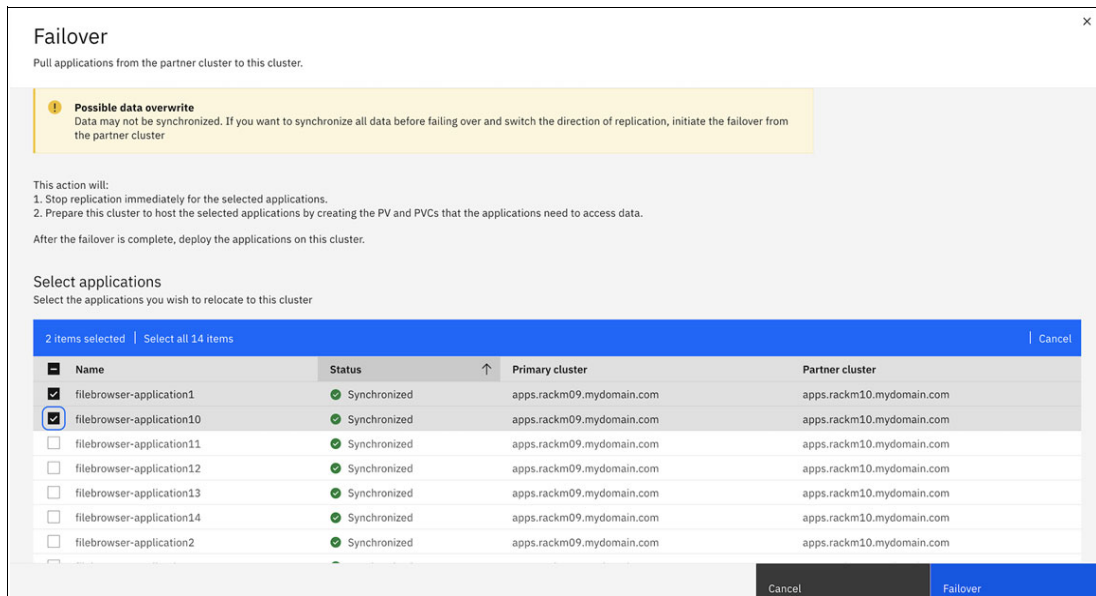 Failover
Pull applications from the partner cluster to this cluster.
Possible data overwrite
Data may not be synchronized. If you want to synchronize all data before failing over and switch the direction of replication, initiate the failover from
the partner cluster
This action will:
1. Stop replication immediately for the selected applications.
2. Prepare this cluster to host the selected applications by creating the PV and PVCs that the applications need to access data.
After the failover is complete, deploy the applications on this cluster.
Select applications
Select the applications you wish to relocate to this cluster
2 items selected | Select all 14 items | Cancel
Name Status Primary cluster Partner cluster
filebrowser-application1 Synchronized apps.rackm09.mydomain.com apps.rackm10.mydomain.com
filebrowser-application10 Synchronized apps.rackm09.mydomain.com apps.rackm10.mydomain.com
filebrowser-application11 Synchronized apps.rackm09.mydomain.com apps.rackm10.mydomain.com
filebrowser-application12 Synchronized apps.rackm09.mydomain.com apps.rackm10.mydomain.com
filebrowser-application13 Synchronized apps.rackm09.mydomain.com apps.rackm10.mydomain.com
filebrowser-application14 Synchronized apps.rackm09.mydomain.com apps.rackm10.mydomain.com
filebrowser-application2 Synchronized apps.rackm09.mydomain.com apps.rackm10.mydomain.com
Cancel Failover